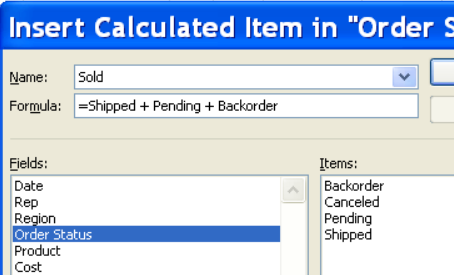 Insert Calculated Item in "Order S
Name: Sold
Formula: =Shipped + Pending + Backorder
Fields:
Date
Rep
Region
Order Status
Product
Cost
Items:
Backorder
Canceled
Pending
Shipped